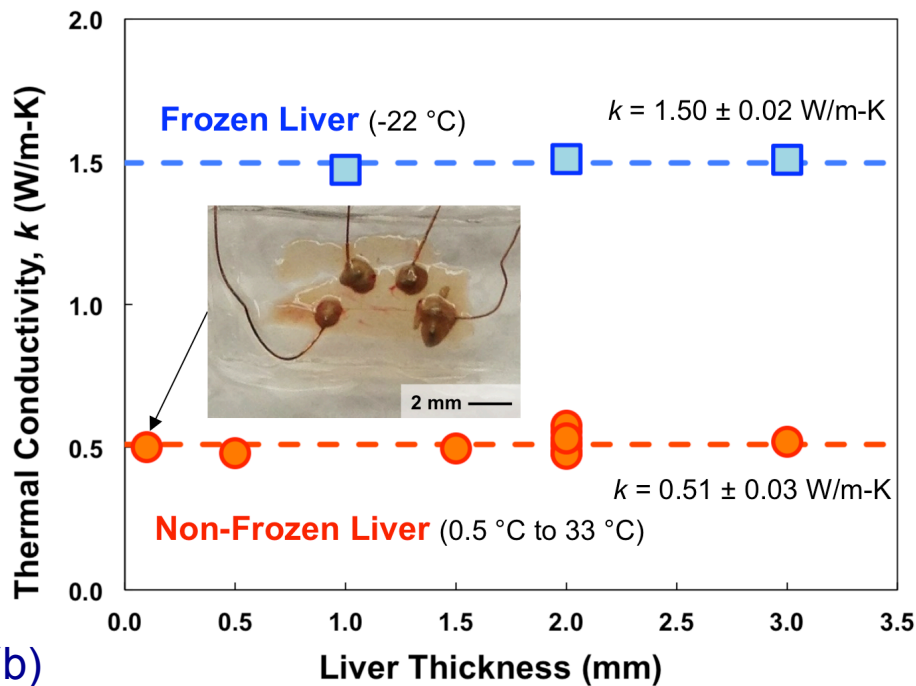 2.0
Frozen Liver (-22 °C)
k = 1.50 ± 0.02 W/m-K
1.5
Thermal Conductivity, k (W/m-K)
1.0
2 mm
0.5
k = 0.51 ± 0.03 W/m-K
Non-Frozen Liver (0.5 °C to 33 °C)
0.0
0.0 0.5 1.0 1.5 2.0 2.5 3.0 3.5
b)
Liver Thickness (mm)